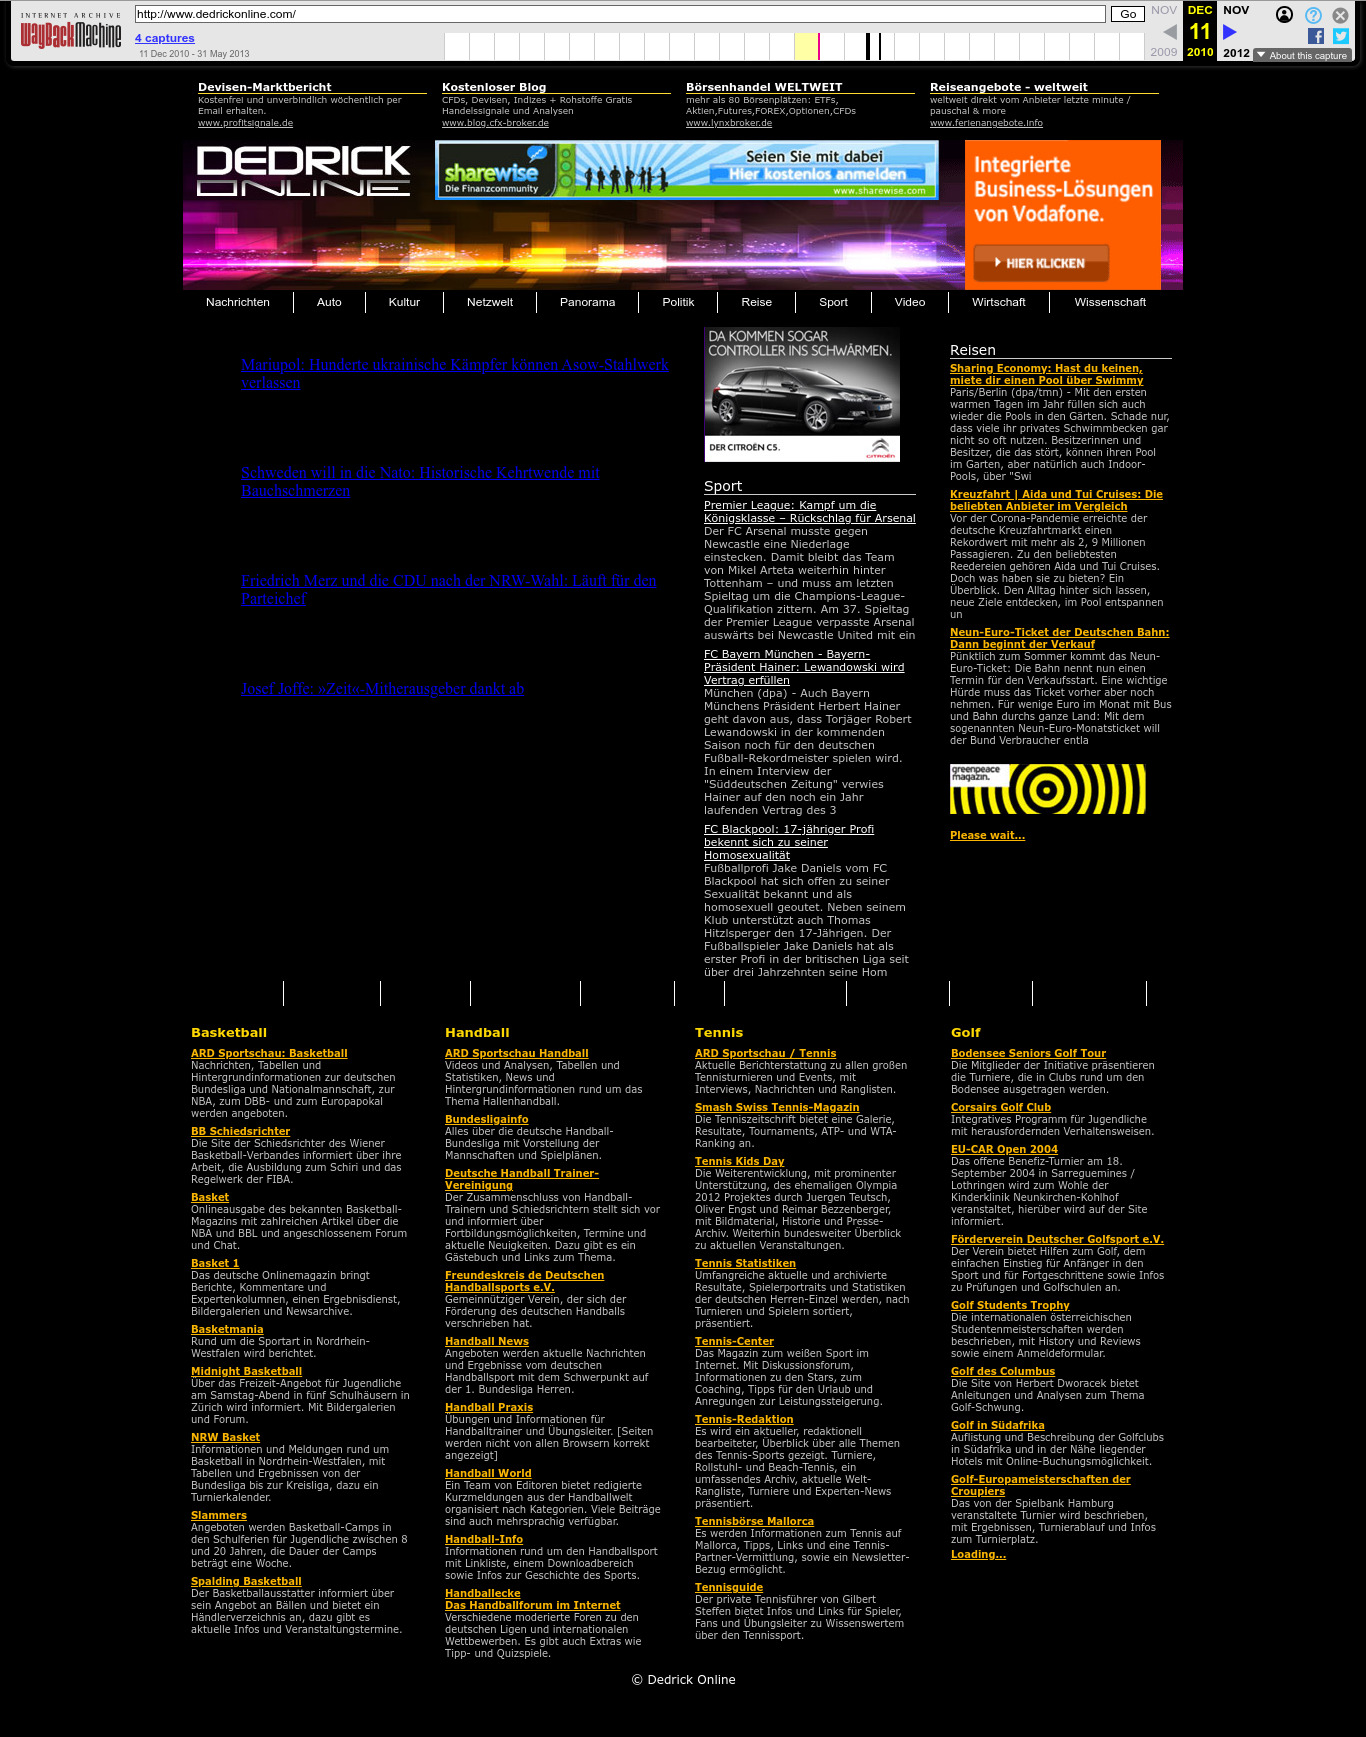 INTERNET ARCHIVE
WayBackMachine
http://www.dedrickonline.com/
Go
4 captures
11 Dec 2010 - 31 May 2013
NOV DEC NOV
11
2009 2010 2012
About this capture
Devisen-Marktbericht
Kostenfrei und unverbindlich wöchentlich per
Email erhalten.
www.profitsignale.de
Kostenloser Blog
CFDs, Devisen, Indizes + Rohstoffe Gratis
Handelssignale und Analysen
www.blog.cfx-broker.de
Börsenhandel WELTWEIT
mehr als 80 Börsenplätzen: ETFs,
Aktien,Futures,FOREX,Optionen,CFDs
www.lynxbroker.de
Reiseangebote - weltweit
weltweit direkt vom Anbieter letzte minute /
pauschal & more
www.ferienangebote.info
DEDRICK
ONLINE
sharewise
Die Finanzcommunity
Seien Sie mit dabei
Hier kostenlos anmelden
www.sharewise.com
Integrierte
Business-Lösungen
von Vodafone.
HIER KLICKEN
Nachrichten Auto Kultur Netzwelt Panorama Politik Reise Sport Video Wirtschaft Wissenschaft
Mariupol: Hunderte ukrainische Kämpfer können Asow-Stahlwerk
verlassen
Schweden will in die Nato: Historische Kehrtwende mit
Bauchschmerzen
Friedrich Merz und die CDU nach der NRW-Wahl: Läuft für den
Parteichef
Josef Joffe: »Zeit«-Mitherausgeber dankt ab
DA KOMMEN SOGAR
CONTROLLER INS SCHWÄRMEN.
DER CITROËN C5.
CITROËN
Sport
Premier League: Kampf um die
Königsklasse – Rückschlag für Arsenal
Der FC Arsenal musste gegen
Newcastle eine Niederlage
einstecken. Damit bleibt das Team
von Mikel Arteta weiterhin hinter
Tottenham – und muss am letzten
Spieltag um die Champions-League-
Qualifikation zittern. Am 37. Spieltag
der Premier League verpasste Arsenal
auswärts bei Newcastle United mit ein
FC Bayern München - Bayern-
Präsident Hainer: Lewandowski wird
Vertrag erfüllen
München (dpa) - Auch Bayern
Münchens Präsident Herbert Hainer
geht davon aus, dass Torjäger Robert
Lewandowski in der kommenden
Saison noch für den deutschen
Fußball-Rekordmeister spielen wird.
In einem Interview der
"Süddeutschen Zeitung" verwies
Hainer auf den noch ein Jahr
laufenden Vertrag des 3
FC Blackpool: 17-jähriger Profi
bekennt sich zu seiner
Homosexualität
Fußballprofi Jake Daniels vom FC
Blackpool hat sich offen zu seiner
Sexualität bekannt und als
homosexuell geoutet. Neben seinem
Klub unterstützt auch Thomas
Hitzlsperger den 17-Jährigen. Der
Fußballspieler Jake Daniels hat als
erster Profi in der britischen Liga seit
über drei Jahrzehnten seine Hom
Reisen
Sharing Economy: Hast du keinen,
miete dir einen Pool über Swimmy
Paris/Berlin (dpa/tmn) - Mit den ersten
warmen Tagen im Jahr füllen sich auch
wieder die Pools in den Gärten. Schade nur,
dass viele ihr privates Schwimmbecken gar
nicht so oft nutzen. Besitzerinnen und
Besitzer, die das stört, können ihren Pool
im Garten, aber natürlich auch Indoor-
Pools, über "Swi
Kreuzfahrt | Aida und Tui Cruises: Die
beliebten Anbieter im Vergleich
Vor der Corona-Pandemie erreichte der
deutsche Kreuzfahrtmarkt einen
Rekordwert mit mehr als 2, 9 Millionen
Passagieren. Zu den beliebtesten
Reedereien gehören Aida und Tui Cruises.
Doch was haben sie zu bieten? Ein
Überblick. Den Alltag hinter sich lassen,
neue Ziele entdecken, im Pool entspannen
un
Neun-Euro-Ticket der Deutschen Bahn:
Dann beginnt der Verkauf
Pünktlich zum Sommer kommt das Neun-
Euro-Ticket: Die Bahn nennt nun einen
Termin für den Verkaufsstart. Eine wichtige
Hürde muss das Ticket vorher aber noch
nehmen. Für wenige Euro im Monat mit Bus
und Bahn durchs ganze Land: Mit dem
sogenannten Neun-Euro-Monatsticket will
der Bund Verbraucher entla
greenpeace
magazin.
Please wait...
Basketball
ARD Sportschau: Basketball
Nachrichten, Tabellen und
Hintergrundinformationen zur deutschen
Bundesliga und Nationalmannschaft, zur
NBA, zum DBB- und zum Europapokal
werden angeboten.
BB Schiedsrichter
Die Site der Schiedsrichter des Wiener
Basketball-Verbandes informiert über ihre
Arbeit, die Ausbildung zum Schiri und das
Regelwerk der FIBA.
Basket
Onlineausgabe des bekannten Basketball-
Magazins mit zahlreichen Artikel über die
NBA und BBL und angeschlossenem Forum
und Chat.
Basket 1
Das deutsche Onlinemagazin bringt
Berichte, Kommentare und
Expertenkolumnen, einen Ergebnisdienst,
Bildergalerien und Newsarchive.
Basketmania
Rund um die Sportart in Nordrhein-
Westfalen wird berichtet.
Midnight Basketball
Über das Freizeit-Angebot für Jugendliche
am Samstag-Abend in fünf Schulhäusern in
Zürich wird informiert. Mit Bildergalerien
und Forum.
NRW Basket
Informationen und Meldungen rund um
Basketball in Nordrhein-Westfalen, mit
Tabellen und Ergebnissen von der
Bundesliga bis zur Kreisliga, dazu ein
Turnierkalender.
Slammers
Angeboten werden Basketball-Camps in
den Schulferien für Jugendliche zwischen 8
und 20 Jahren, die Dauer der Camps
beträgt eine Woche.
Spalding Basketball
Der Basketballausstatter informiert über
sein Angebot an Bällen und bietet ein
Händlerverzeichnis an, dazu gibt es
aktuelle Infos und Veranstaltungstermine.
Handball
ARD Sportschau Handball
Videos und Analysen, Tabellen und
Statistiken, News und
Hintergrundinformationen rund um das
Thema Hallenhandball.
Bundesligainfo
Alles über die deutsche Handball-
Bundesliga mit Vorstellung der
Mannschaften und Spielplänen.
Deutsche Handball Trainer-
Vereinigung
Der Zusammenschluss von Handball-
Trainern und Schiedsrichtern stellt sich vor
und informiert über
Fortbildungsmöglichkeiten, Termine und
aktuelle Neuigkeiten. Dazu gibt es ein
Gästebuch und Links zum Thema.
Freundeskreis de Deutschen
Handballsports e.V.
Gemeinnütziger Verein, der sich der
Förderung des deutschen Handballs
verschrieben hat.
Handball News
Angeboten werden aktuelle Nachrichten
und Ergebnisse vom deutschen
Handballsport mit dem Schwerpunkt auf
der 1. Bundesliga Herren.
Handball Praxis
Übungen und Informationen für
Handballtrainer und Übungsleiter. [Seiten
werden nicht von allen Browsern korrekt
angezeigt]
Handball World
Ein Team von Editoren bietet redigierte
Kurzmeldungen aus der Handballwelt
organisiert nach Kategorien. Viele Beiträge
sind auch mehrsprachig verfügbar.
Handball-Info
Informationen rund um den Handballsport
mit Linkliste, einem Downloadbereich
sowie Infos zur Geschichte des Sports.
Handballecke
Das Handballforum im Internet
Verschiedene moderierte Foren zu den
deutschen Ligen und internationalen
Wettbewerben. Es gibt auch Extras wie
Tipp- und Quizspiele.
Tennis
ARD Sportschau / Tennis
Aktuelle Berichterstattung zu allen großen
Tennisturnieren und Events, mit
Interviews, Nachrichten und Ranglisten.
Smash Swiss Tennis-Magazin
Die Tenniszeitschrift bietet eine Galerie,
Resultate, Tournaments, ATP- und WTA-
Ranking an.
Tennis Kids Day
Die Weiterentwicklung, mit prominenter
Unterstützung, des ehemaligen Olympia
2012 Projektes durch Juergen Teutsch,
Oliver Engst und Reimar Bezzenberger,
mit Bildmaterial, Historie und Presse-
Archiv. Weiterhin bundesweiter Überblick
zu aktuellen Veranstaltungen.
Tennis Statistiken
Umfangreiche aktuelle und archivierte
Resultate, Spielerportraits und Statistiken
der deutschen Herren-Einzel werden, nach
Turnieren und Spielern sortiert,
präsentiert.
Tennis-Center
Das Magazin zum weißen Sport im
Internet. Mit Diskussionsforum,
Informationen zu den Stars, zum
Coaching, Tipps für den Urlaub und
Anregungen zur Leistungssteigerung.
Tennis-Redaktion
Es wird ein aktueller, redaktionell
bearbeiteter, Überblick über alle Themen
des Tennis-Sports gezeigt. Turniere,
Rollstuhl- und Beach-Tennis, ein
umfassendes Archiv, aktuelle Welt-
Rangliste, Turniere und Experten-News
präsentiert.
Tennisbörse Mallorca
Es werden Informationen zum Tennis auf
Mallorca, Tipps, Links und eine Tennis-
Partner-Vermittlung, sowie ein Newsletter-
Bezug ermöglicht.
Tennisguide
Der private Tennisführer von Gilbert
Steffen bietet Infos und Links für Spieler,
Fans und Übungsleiter zu Wissenswertem
über den Tennissport.
Golf
Bodensee Seniors Golf Tour
Die Mitglieder der Initiative präsentieren
die Turniere, die in Clubs rund um den
Bodensee ausgetragen werden.
Corsairs Golf Club
Integratives Programm für Jugendliche
mit herausfordernden Verhaltensweisen.
EU-CAR Open 2004
Das offene Benefiz-Turnier am 18.
September 2004 in Sarreguemines /
Lothringen wird zum Wohle der
Kinderklinik Neunkirchen-Kohlhof
veranstaltet, hierüber wird auf der Site
informiert.
Förderverein Deutscher Golfsport e.V.
Der Verein bietet Hilfen zum Golf, dem
einfachen Einstieg für Anfänger in den
Sport und für Fortgeschrittene sowie Infos
zu Prüfungen und Golfschulen an.
Golf Students Trophy
Die internationalen österreichischen
Studentenmeisterschaften werden
beschrieben, mit History und Reviews
sowie einem Anmeldeformular.
Golf des Columbus
Die Site von Herbert Dworacek bietet
Anleitungen und Analysen zum Thema
Golf-Schwung.
Golf in Südafrika
Auflistung und Beschreibung der Golfclubs
in Südafrika und in der Nähe liegender
Hotels mit Online-Buchungsmöglichkeit.
Golf-Europameisterschaften der
Croupiers
Das von der Spielbank Hamburg
veranstaltete Turnier wird beschrieben,
mit Ergebnissen, Turnierablauf und Infos
zum Turnierplatz.
Loading...
© Dedrick Online